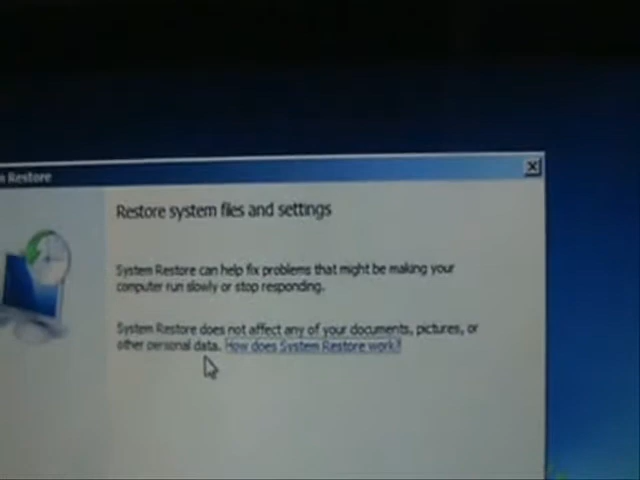 Restore
Restore system files and settings
System Restore can help fix problems that might be making your
computer run slowly or stop responding.
System Restore does not affect any of your documents, pictures, or
other personal data. How does System Restore work?